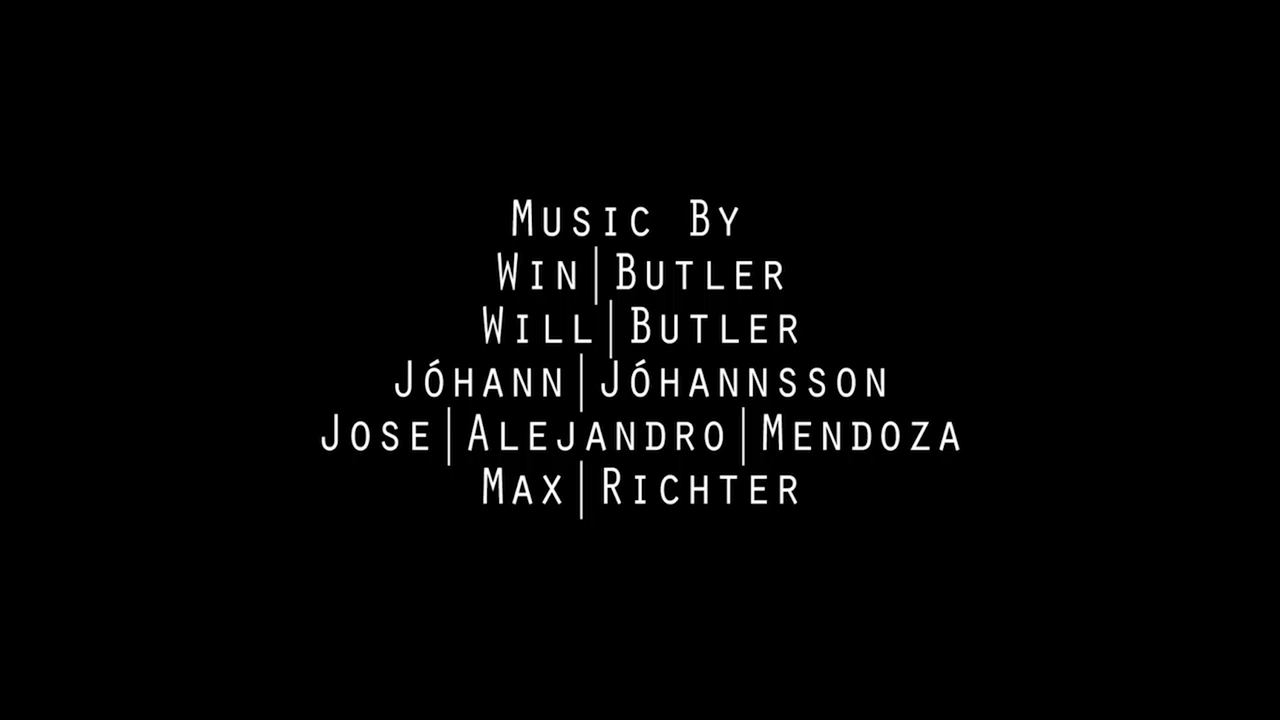 Music By
Win|Butler
Will|Butler
Jóhann|Jóhannsson
Jose|Alejandro|Mendoza
Max|Richter